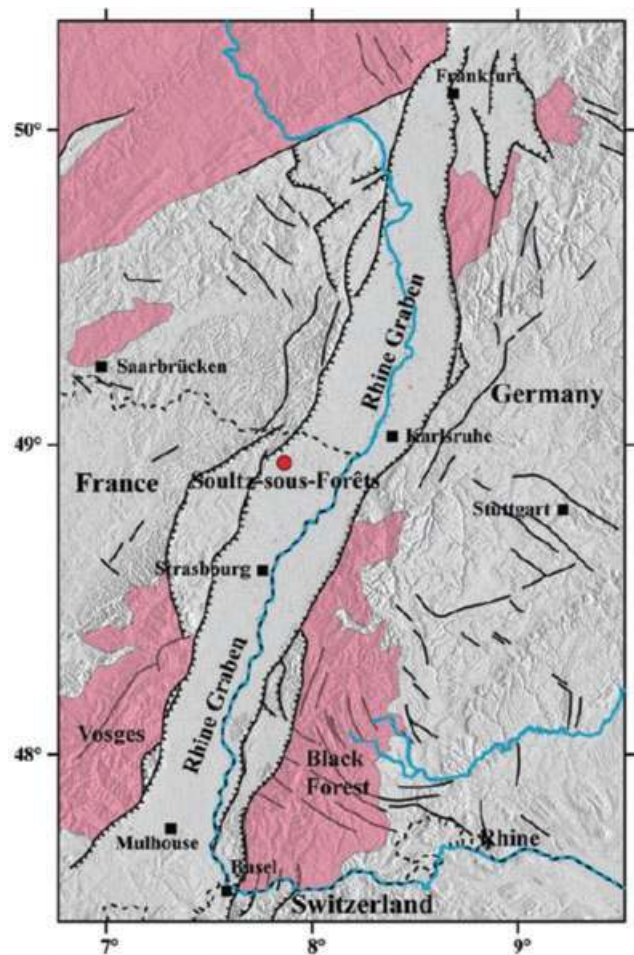 Frankfurt
50°
Rhine Graben
Saarbrücken
Germany
49°
Karlsruhe
France
Soultz-sous-Forêts
Stuttgart
Strasbourg
Rhine Graben
48°
Vosges
Black
Forest
Mulhouse
Rhine
Basel
Switzerland
7°
8°
9°